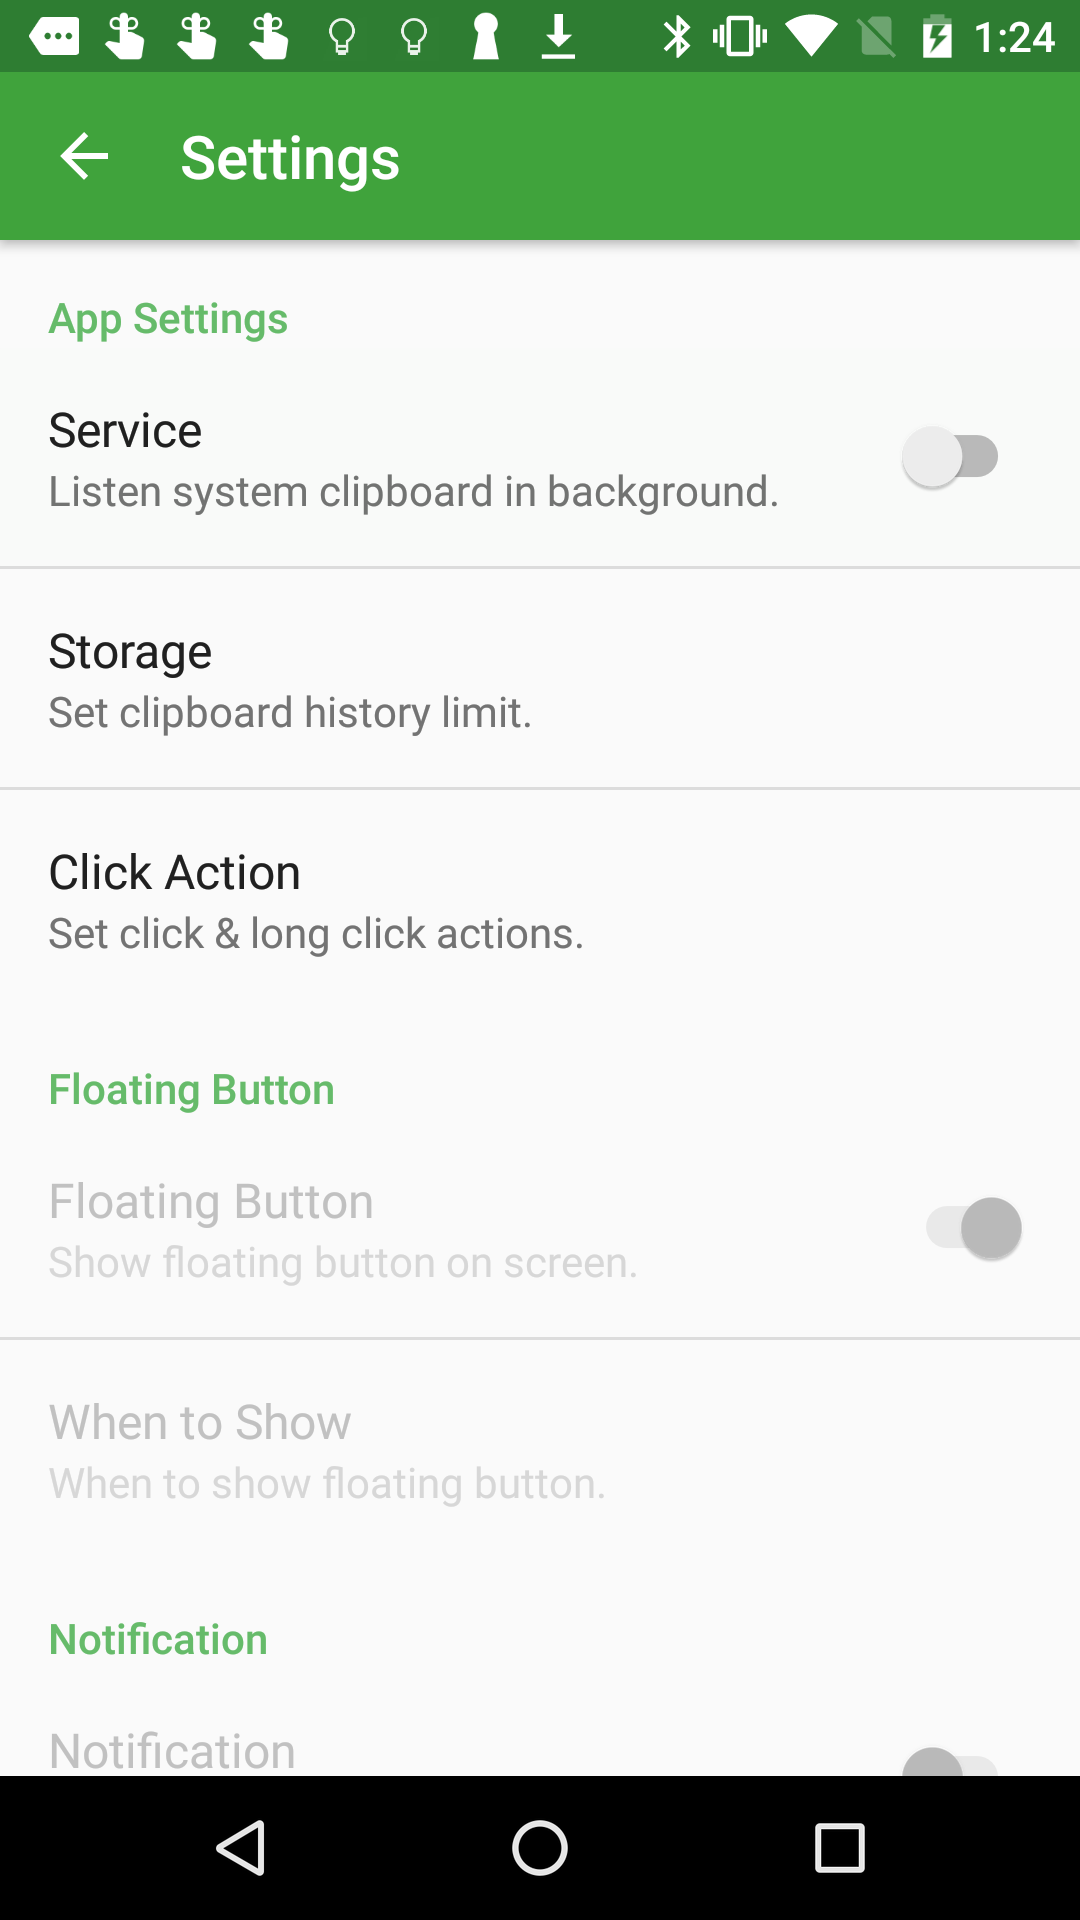 1:24
Settings
App Settings
Service
Listen system clipboard in background.
Storage
Set clipboard history limit.
Click Action
Set click & long click actions.
Floating Button
Floating Button
Show floating button on screen.
When to Show
When to show floating button.
Notification
Notification